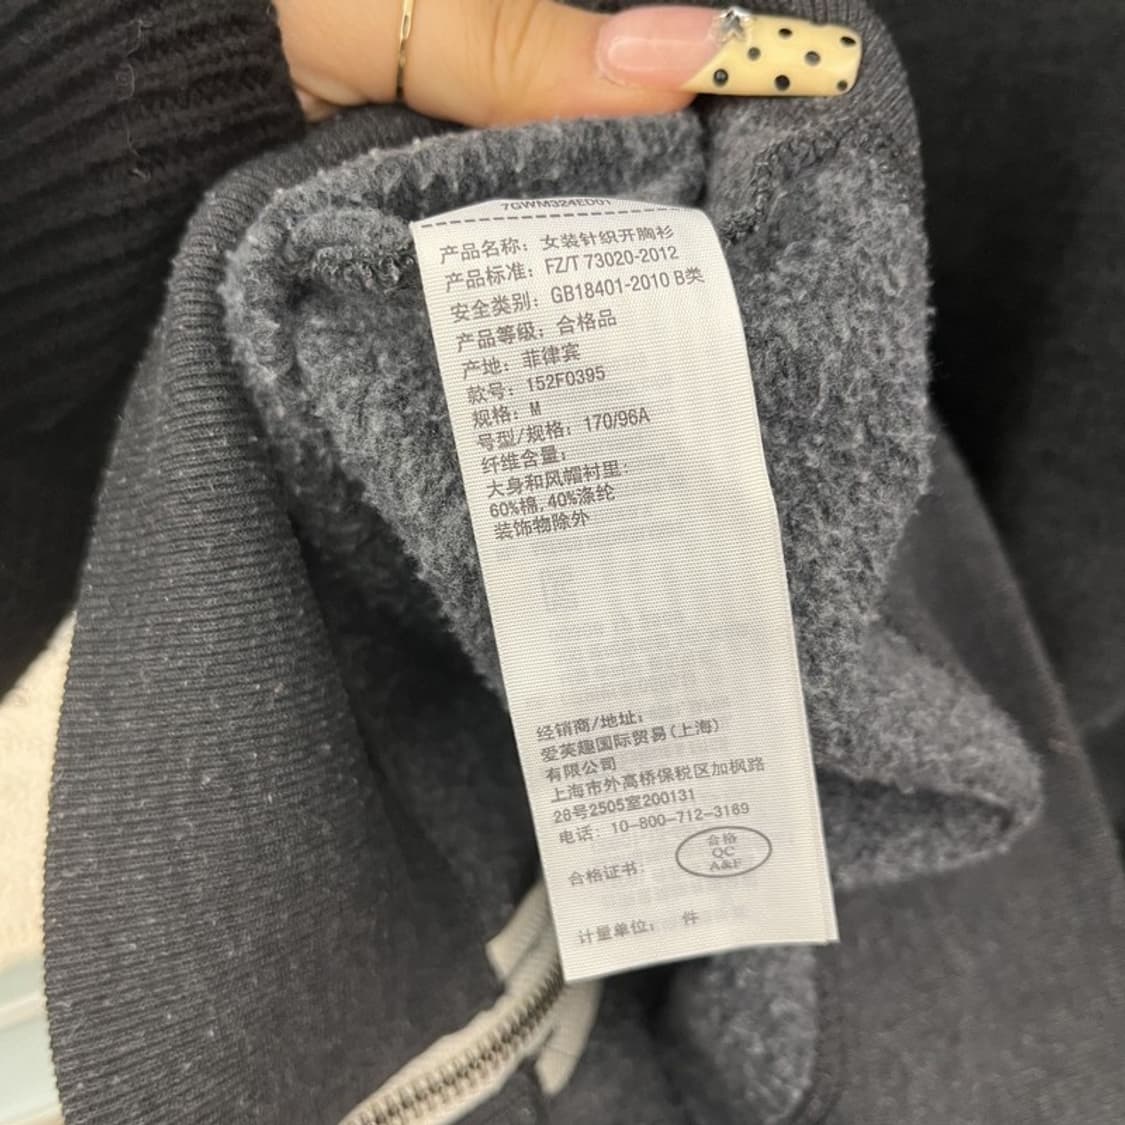 7GWM324ED01
产品名称：女装针织开胸衫
产品标准：FZ/T 73020-2012
安全类别：GB18401-2010 B类
产品等级：合格品
产地：菲律宾
款号：152F0395
规格：M
号型/规格：170/96A
纤维含量：
大身和风帽衬里：
60%棉,40%涤纶
装饰物除外
经销商/地址：
爱芙趣国际贸易(上海)
有限公司
上海市外高桥保税区加枫路
26号2505室200131
电话：10-800-712-3169
合格
QC
A&F
合格证书：
计量单位： 件